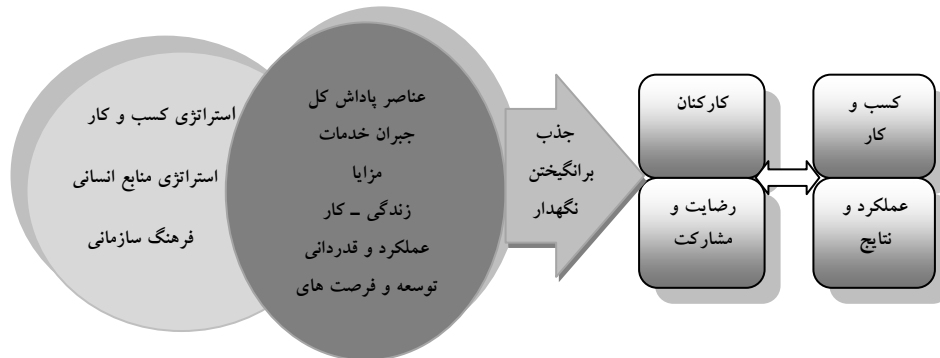 استراتژی کسب و کار
استراتژی منابع انسانی
فرهنگ سازمانی
عناصر پاداش کل
جبران خدمات
مزایا
زندگی – کار
عملکرد و قدردانی
توسعه و فرصت های
جذب
برانگیختن
نگهدار
کارکنان
رضایت و
مشارکت
کسب و
کار
عملکرد و
نتایج